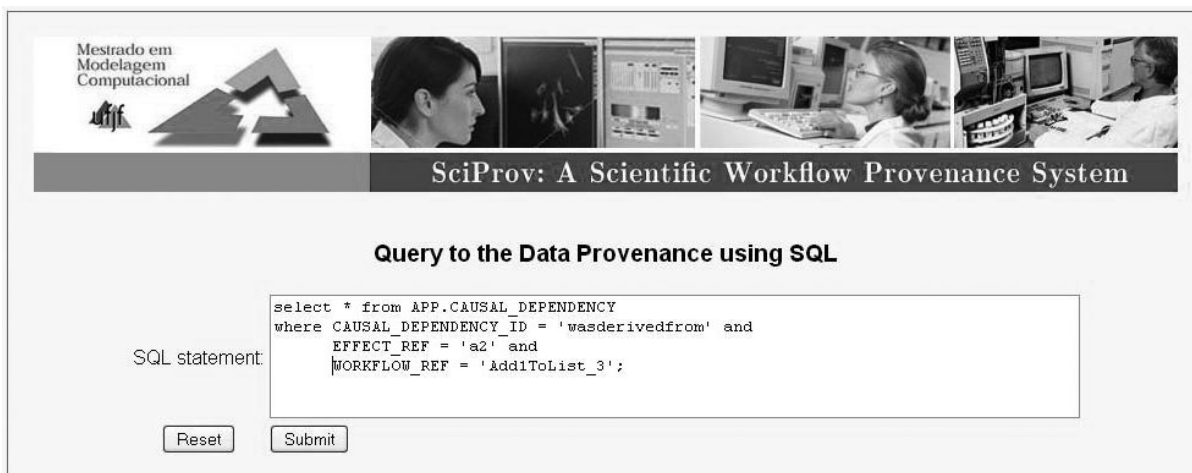 Mestrado em
Modelagem
Computacional
ufjf
SciProv: A Scientific Workflow Provenance System
Query to the Data Provenance using SQL
SQL statement:
select * from APP.CAUSAL_DEPENDENCY
where CAUSAL_DEPENDENCY_ID = 'wasderivedfrom' and
EFFECT_REF = 'a2' and
WORKFLOW_REF = 'Add1ToList_3';
Reset
Submit